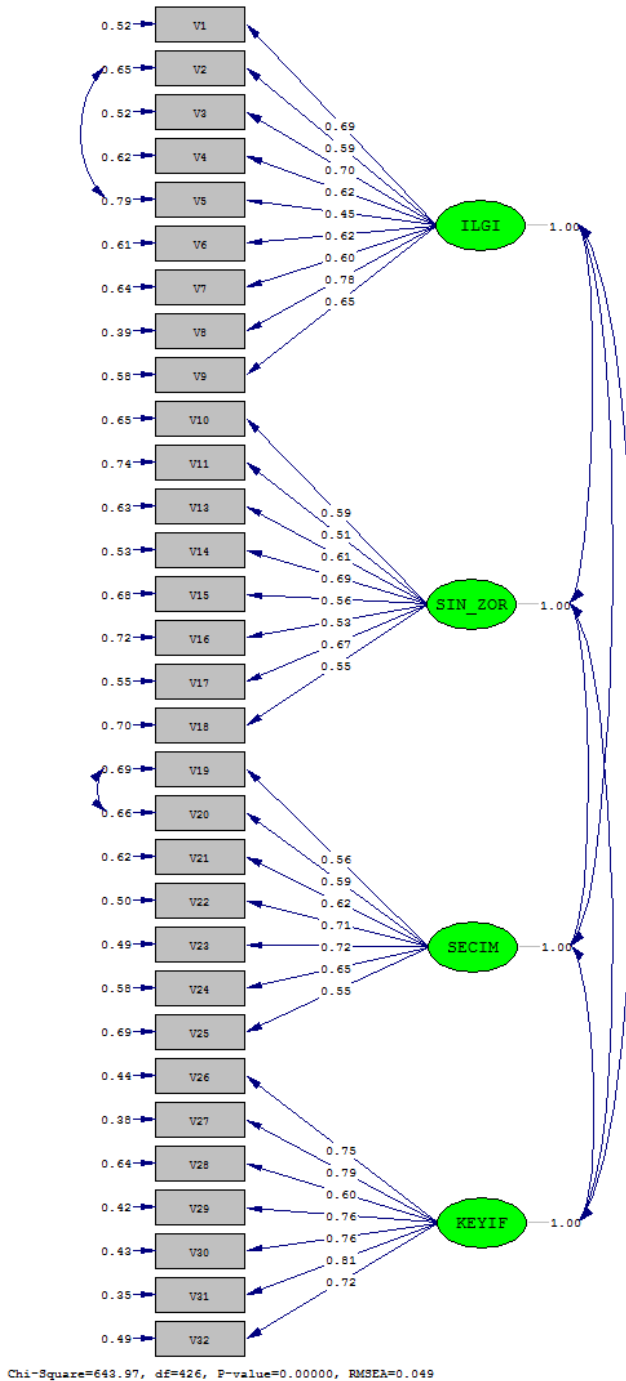 0.52 V1
0.65 V2
0.52 V3
0.62 V4
0.79 V5
0.61 V6
0.64 V7
0.39 V8
0.58 V9
0.69
0.59
0.70
0.62
0.45
0.62
0.60
0.78
0.65
ILGI 1.00
0.65 V10
0.74 V11
0.63 V13
0.53 V14
0.68 V15
0.72 V16
0.55 V17
0.70 V18
0.59
0.51
0.61
0.69
0.56
0.53
0.67
0.55
SIN_ZOR 1.00
0.69 V19
0.66 V20
0.62 V21
0.50 V22
0.49 V23
0.58 V24
0.69 V25
0.56
0.59
0.62
0.71
0.72
0.65
0.55
SECIM 1.00
0.44 V26
0.38 V27
0.64 V28
0.42 V29
0.43 V30
0.35 V31
0.49 V32
0.75
0.79
0.60
0.76
0.76
0.81
0.72
KEYIF 1.00
Chi-Square=643.97, df=426, P-value=0.00000, RMSEA=0.049